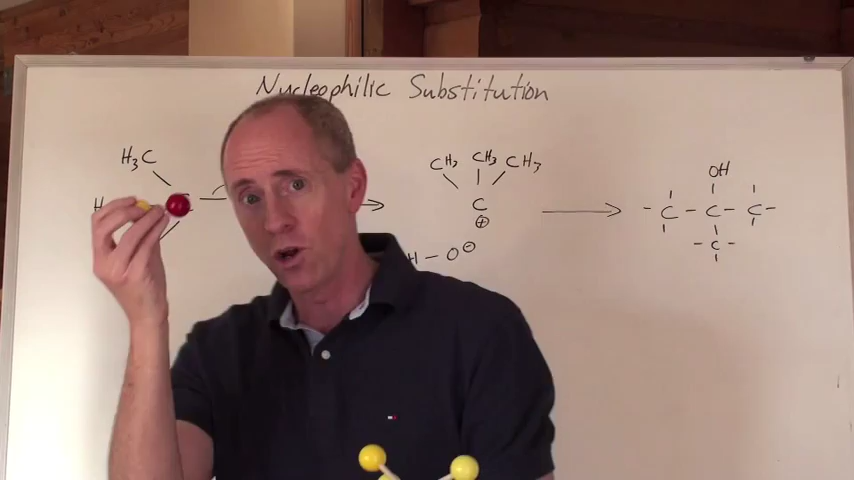 Nucleophilic Substitution
H₃C
CH₃ CH₃ CH₃
OH
C
- C - C - C -
⊕
H - O⊖
- C -